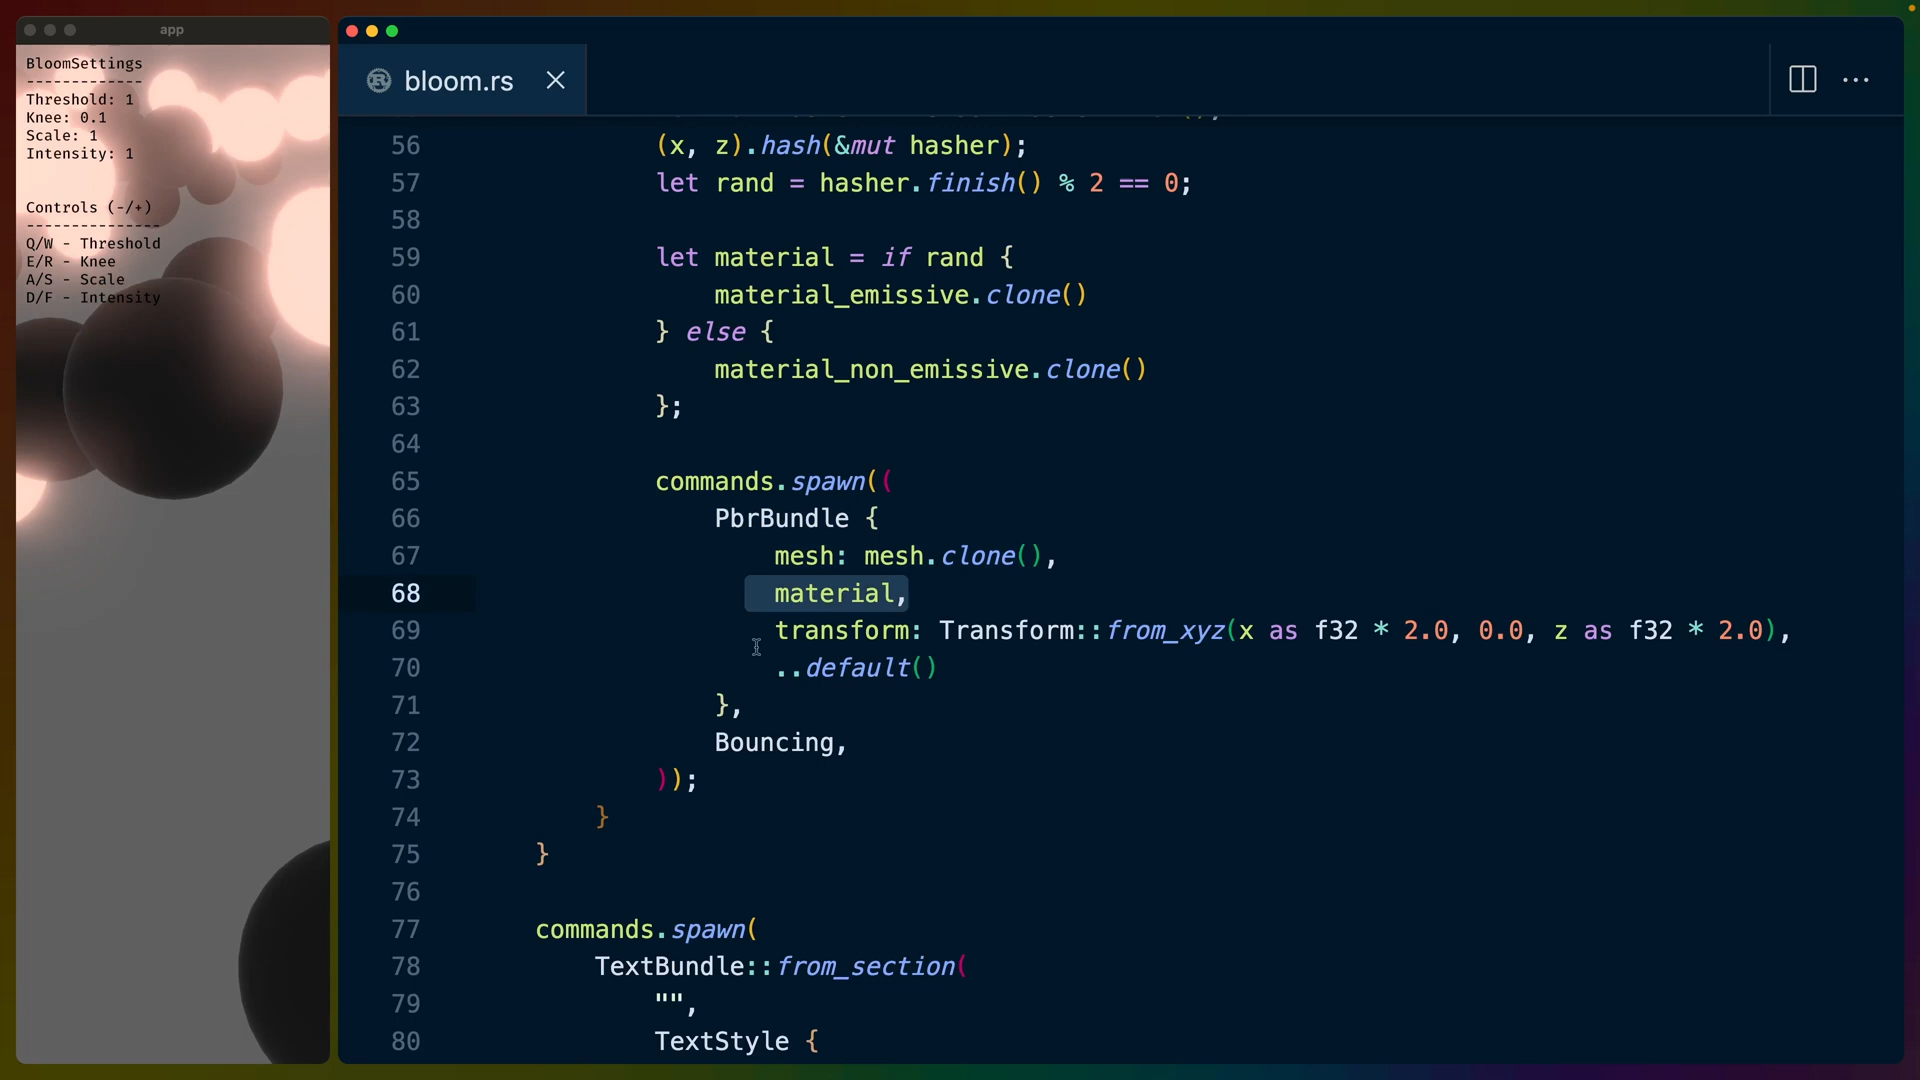 app
BloomSettings
-------------
Threshold: 1
Knee: 0.1
Scale: 1
Intensity: 1
Controls (-/+)
---------------
Q/W - Threshold
E/R - Knee
A/S - Scale
D/F - Intensity
bloom.rs
56 (x, z).hash(&mut hasher);
57 let rand = hasher.finish() % 2 == 0;
58
59 let material = if rand {
60 material_emissive.clone()
61 } else {
62 material_non_emissive.clone()
63 };
64
65 commands.spawn((
66 PbrBundle {
67 mesh: mesh.clone(),
68 material,
69 transform: Transform::from_xyz(x as f32 * 2.0, 0.0, z as f32 * 2.0),
70 ..default()
71 },
72 Bouncing,
73 ));
74 }
75 }
76
77 commands.spawn(
78 TextBundle::from_section(
79 "",
80 TextStyle {